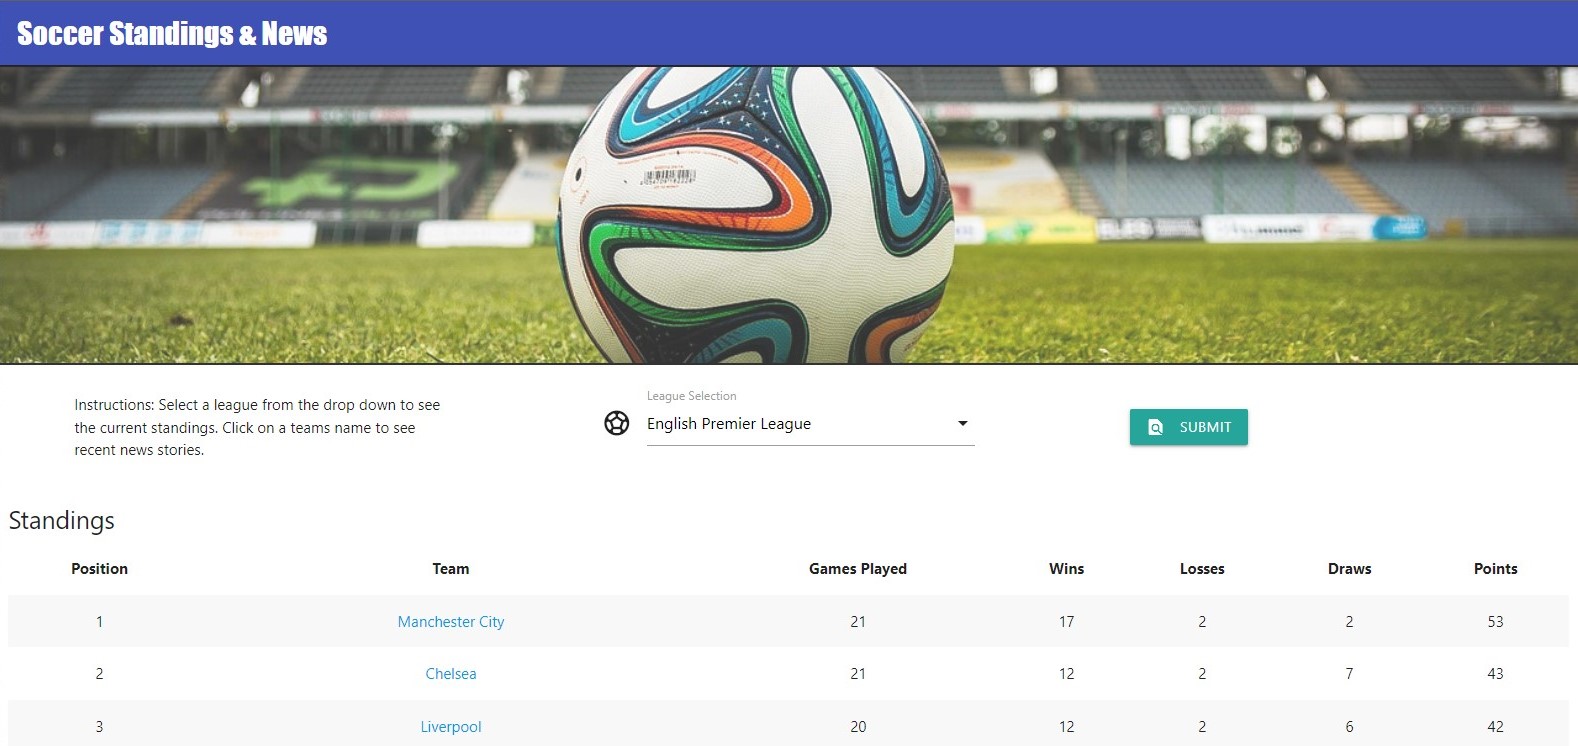 Soccer Standings & News
Instructions: Select a league from the drop down to see
the current standings. Click on a teams name to see
recent news stories.
League Selection
English Premier League
SUBMIT
Standings
Position Team Games Played Wins Losses Draws Points
1 Manchester City 21 17 2 2 53
2 Chelsea 21 12 2 7 43
3 Liverpool 20 12 2 6 42